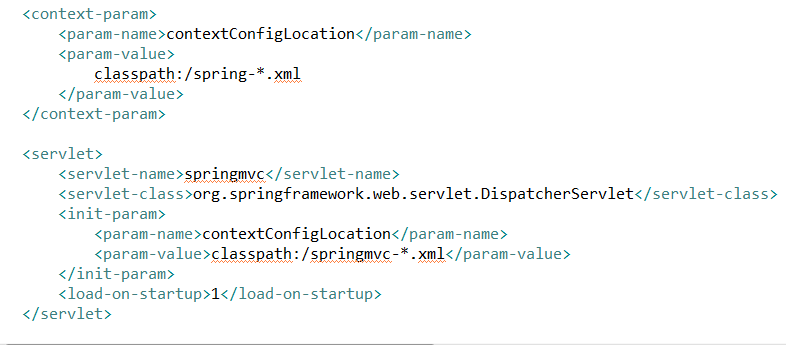 <context-param>
<param-name>contextConfigLocation</param-name>
<param-value>
classpath:/spring-*.xml
</param-value>
</context-param>
<servlet>
<servlet-name>springmvc</servlet-name>
<servlet-class>org.springframework.web.servlet.DispatcherServlet</servlet-class>
<init-param>
<param-name>contextConfigLocation</param-name>
<param-value>classpath:/springmvc-*.xml</param-value>
</init-param>
<load-on-startup>1</load-on-startup>
</servlet>